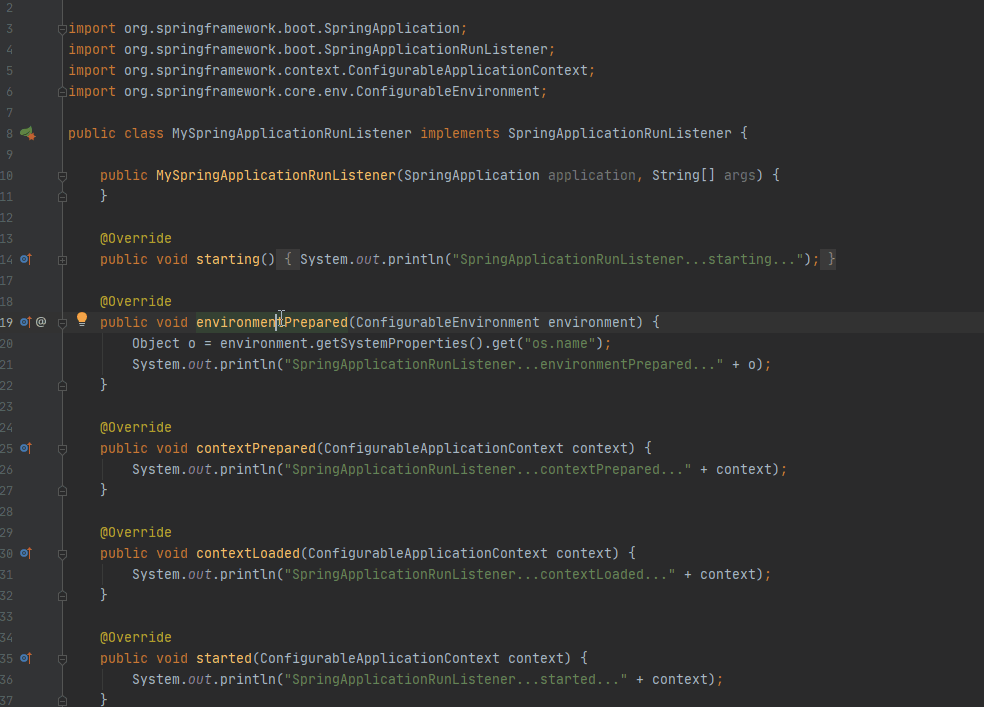 2
3 import org.springframework.boot.SpringApplication;
4 import org.springframework.boot.SpringApplicationRunListener;
5 import org.springframework.context.ConfigurableApplicationContext;
6 import org.springframework.core.env.ConfigurableEnvironment;
7
8 public class MySpringApplicationRunListener implements SpringApplicationRunListener {
9
10 public MySpringApplicationRunListener(SpringApplication application, String[] args) {
11 }
12
13 @Override
14 public void starting() { System.out.println("SpringApplicationRunListener...starting..."); }
17
18 @Override
19 @ public void environmentPrepared(ConfigurableEnvironment environment) {
20 Object o = environment.getSystemProperties().get("os.name");
21 System.out.println("SpringApplicationRunListener...environmentPrepared..." + o);
22 }
23
24 @Override
25 public void contextPrepared(ConfigurableApplicationContext context) {
26 System.out.println("SpringApplicationRunListener...contextPrepared..." + context);
27 }
28
29 @Override
30 public void contextLoaded(ConfigurableApplicationContext context) {
31 System.out.println("SpringApplicationRunListener...contextLoaded..." + context);
32 }
33
34 @Override
35 public void started(ConfigurableApplicationContext context) {
36 System.out.println("SpringApplicationRunListener...started..." + context);
37 }